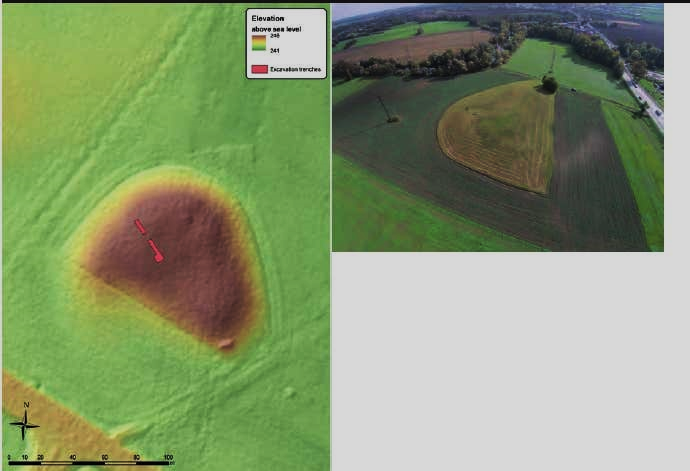 Elevation
above sea level
246
241
Excavation trenches
N
0 10 20 40 60 80 100